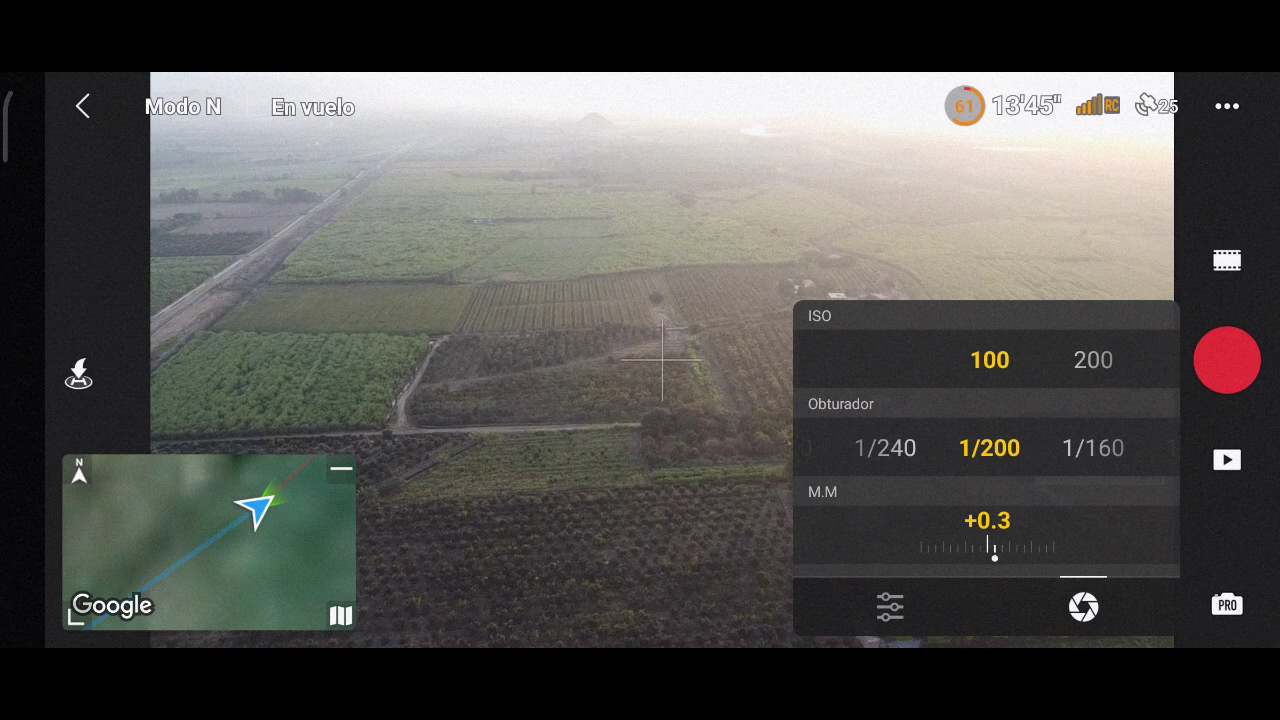 Modo N
En vuelo
61
13'45"
RC
25
ISO
100
200
Obturador
1/240
1/200
1/160
M.M
+0.3
N
Google
PRO